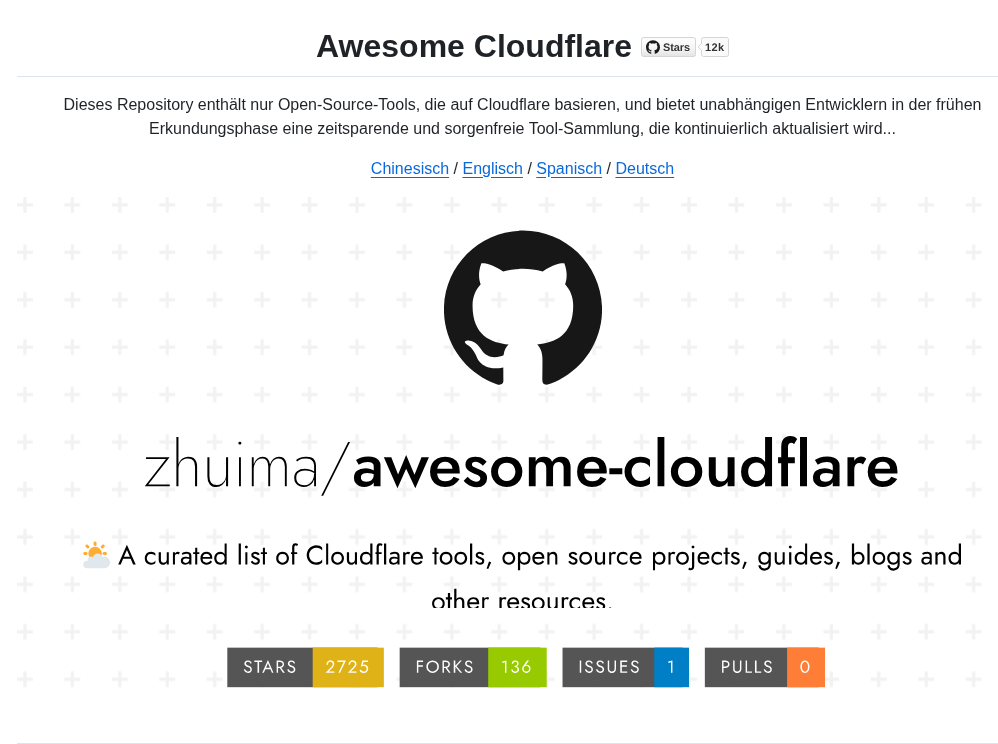 Awesome Cloudflare Stars 12k
Dieses Repository enthält nur Open-Source-Tools, die auf Cloudflare basieren, und bietet unabhängigen Entwicklern in der frühen
Erkundungsphase eine zeitsparende und sorgenfreie Tool-Sammlung, die kontinuierlich aktualisiert wird...
Chinesisch / Englisch / Spanisch / Deutsch
zhuima/awesome-cloudflare
A curated list of Cloudflare tools, open source projects, guides, blogs and
other resources.
STARS 2725 FORKS 136 ISSUES 1 PULLS 0